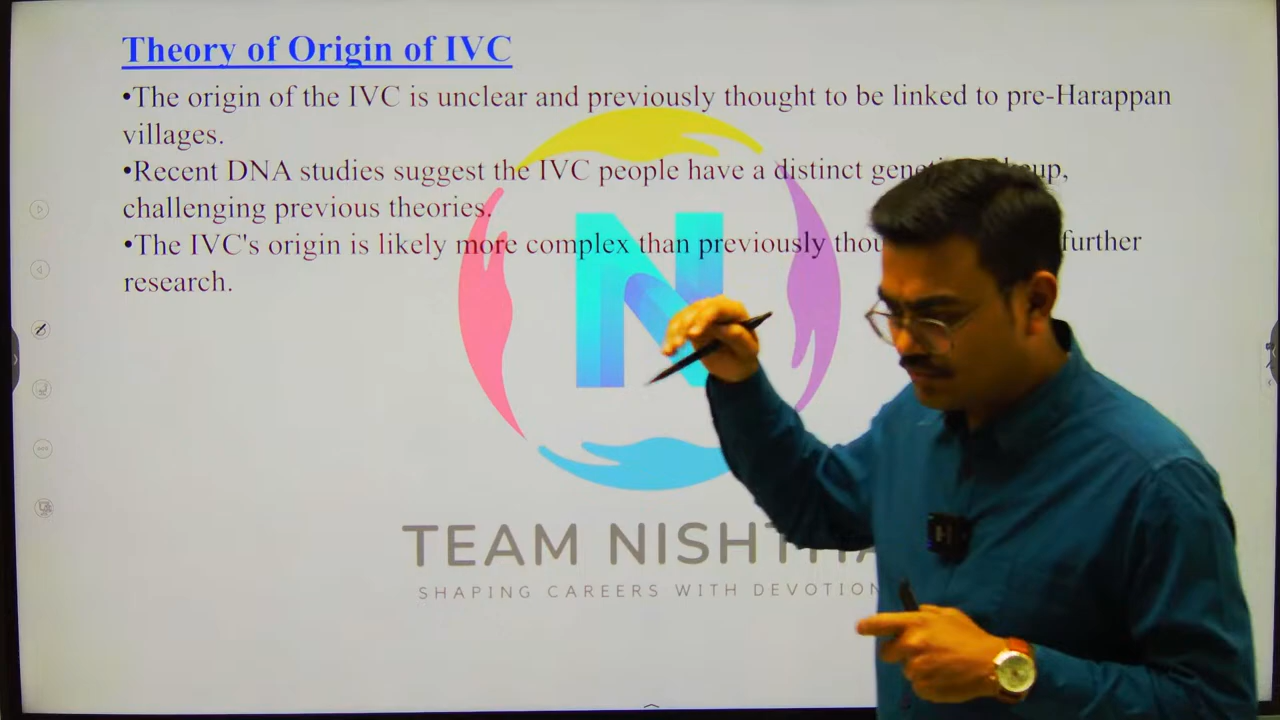 Theory of Origin of IVC
•The origin of the IVC is unclear and previously thought to be linked to pre-Harappan
villages.
•Recent DNA studies suggest the IVC people have a distinct
challenging previous theories.
•The IVC's origin is likely more complex than previously further
research.
N
TEAM
SHAPING CAREERS WITH DEVOTION